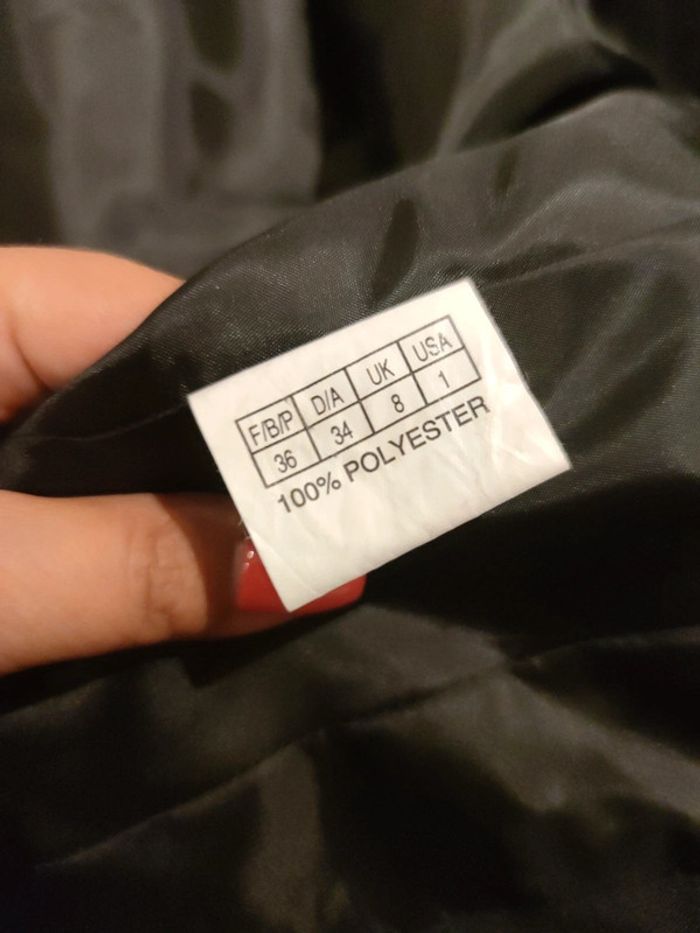 F/B/P D/A UK USA
36 34 8 1
100% POLYESTER